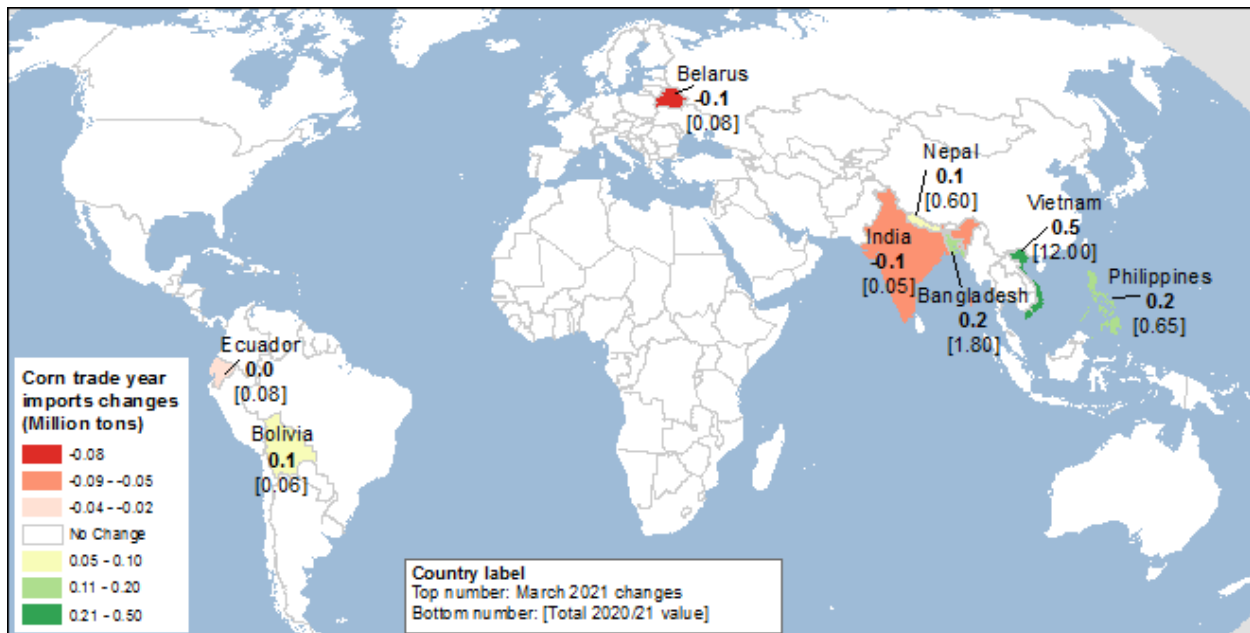 Belarus
-0.1
[0.08]
Nepal
0.1
[0.60]
Vietnam
0.5
[12.00]
India
-0.1
[0.05]
Bangladesh
0.2
[1.80]
Philippines
0.2
[0.65]
Ecuador
0.0
[0.08]
Bolivia
0.1
[0.06]
Corn trade year
imports changes
(Million tons)
-0.08
-0.09 - -0.05
-0.04 - -0.02
No Change
0.05 - 0.10
0.11 - 0.20
0.21 - 0.50
Country label
Top number: March 2021 changes
Bottom number: [Total 2020/21 value]